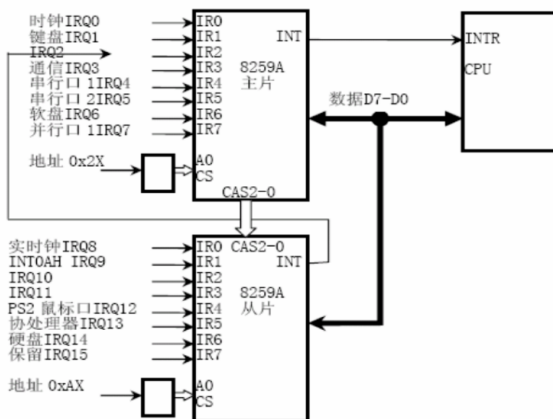 时钟IRQ0
键盘IRQ1
IRQ2
通信IRQ3
串行口 1IRQ4
串行口 2IRQ5
软盘IRQ6
并行口 1IRQ7
地址 0x2X
IR0
IR1
IR2
IR3
IR4
IR5
IR6
IR7
A0
CS
INT
8259A
主片
CAS2-0
INTR
CPU
数据D7-D0
实时钟IRQ8
INT0AH IRQ9
IRQ10
IRQ11
PS2 鼠标口IRQ12
协处理器IRQ13
硬盘IRQ14
保留IRQ15
地址 0xAX
IR0
IR1
IR2
IR3
IR4
IR5
IR6
IR7
A0
CS
CAS2-0
INT
8259A
从片